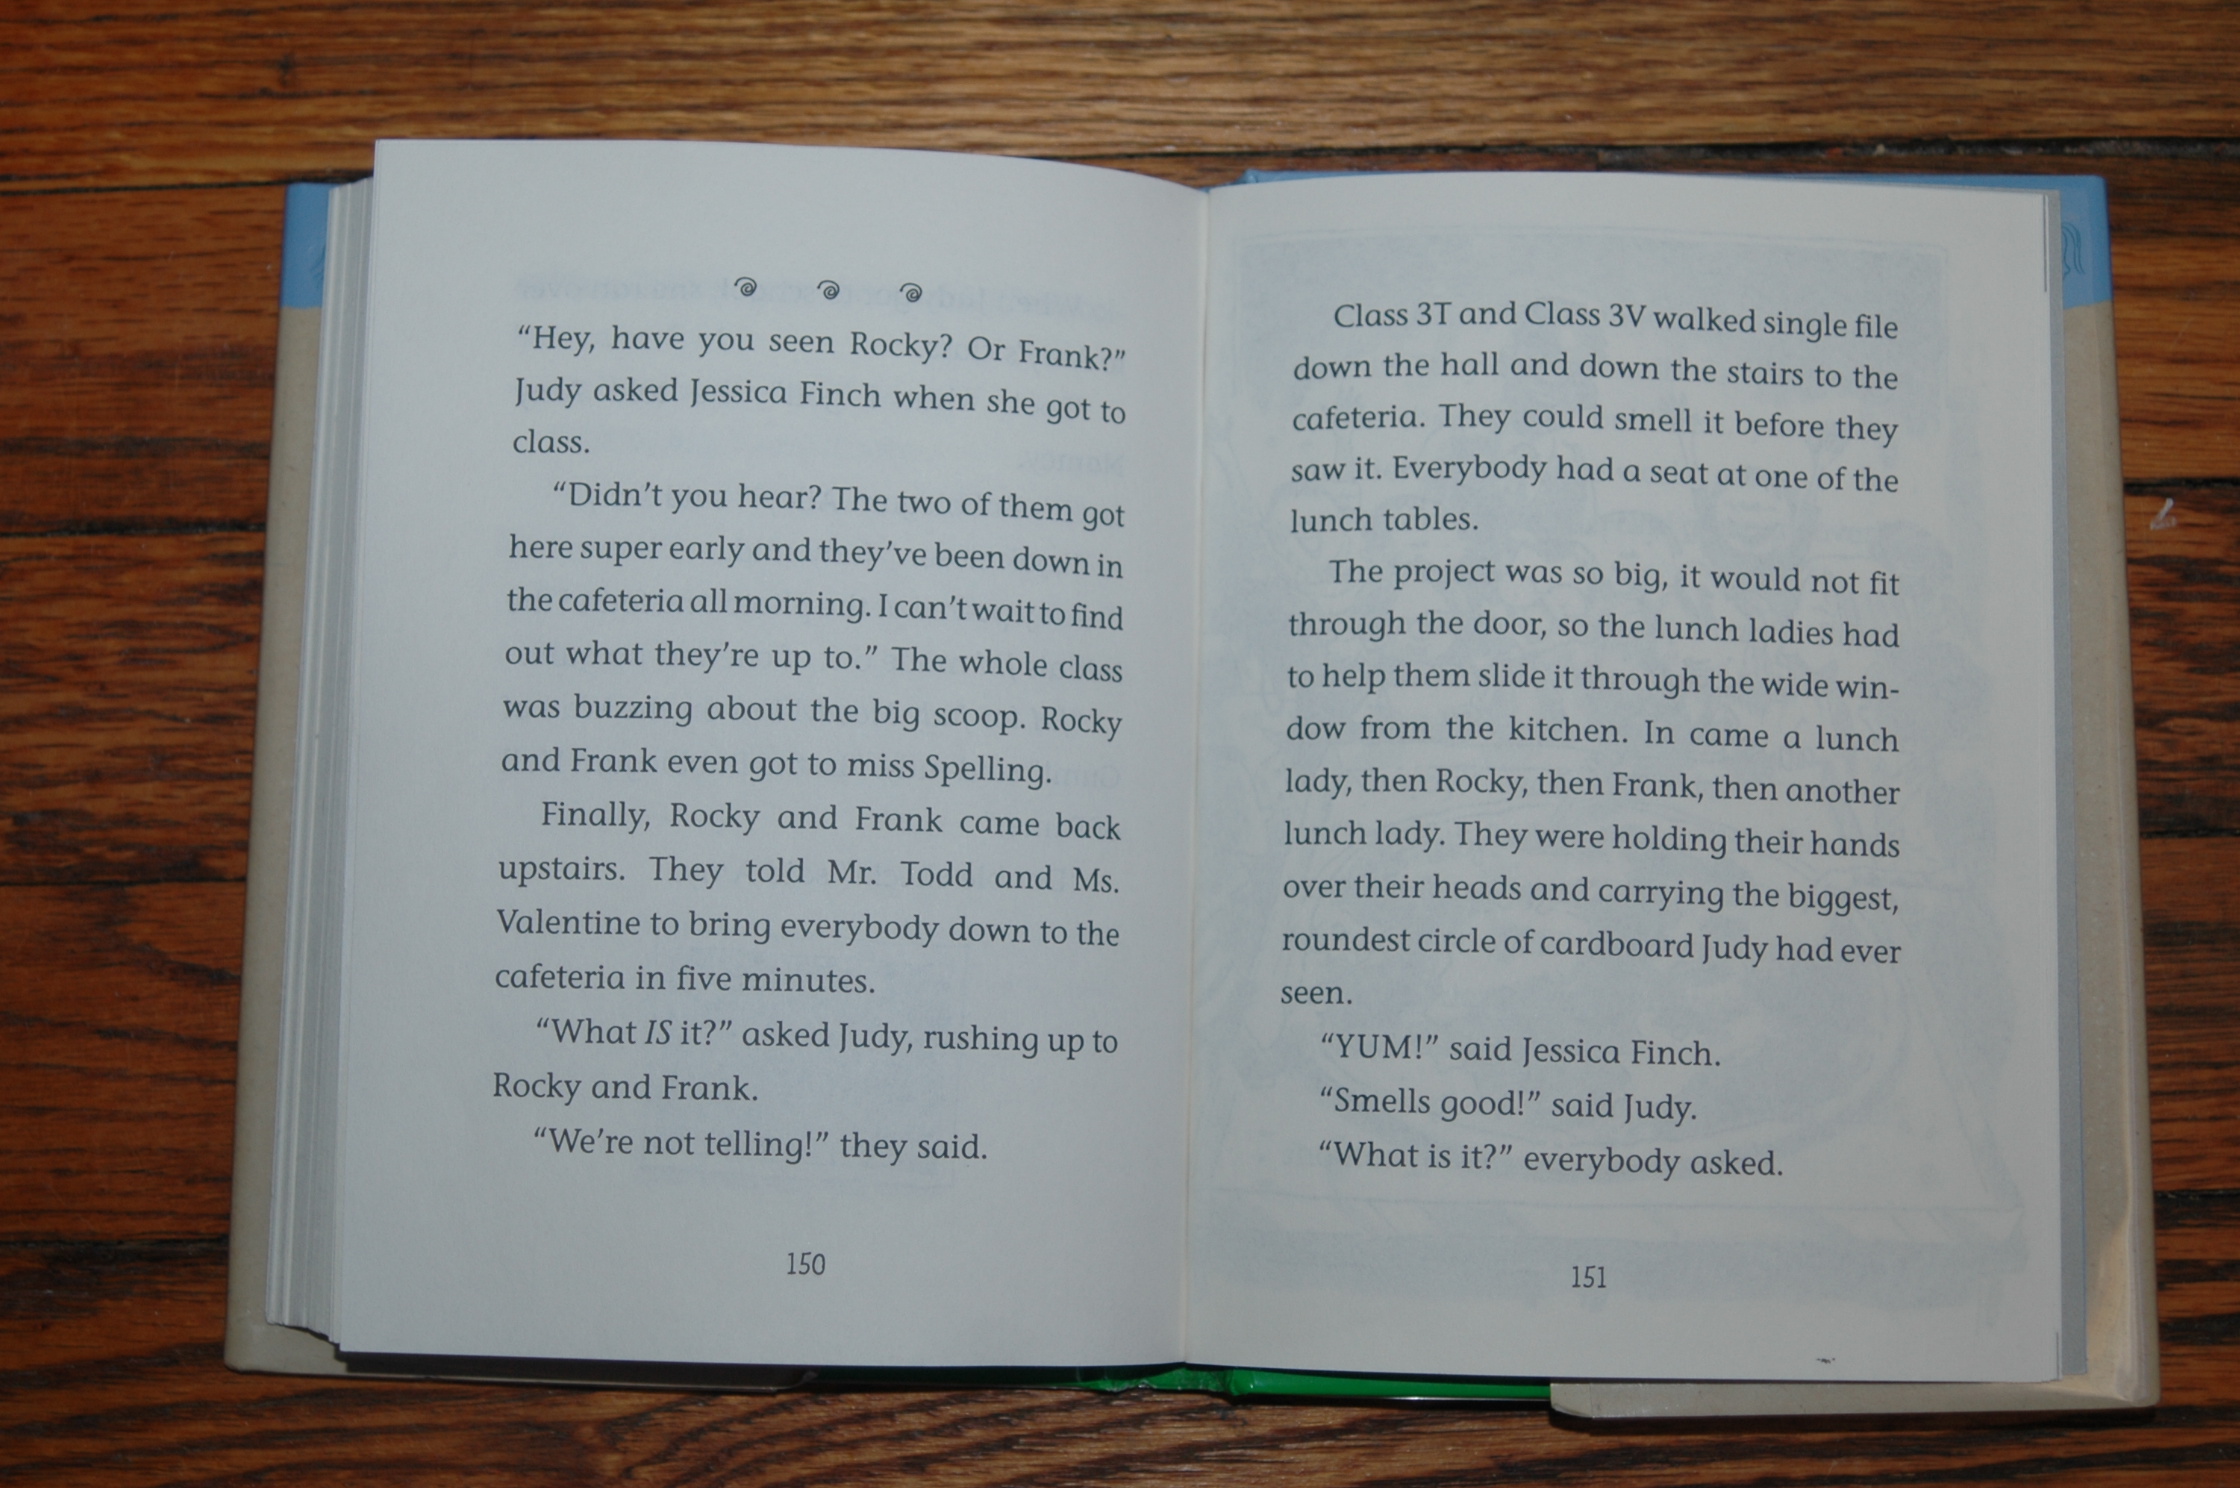 “Hey, have you seen Rocky? Or Frank?”
Judy asked Jessica Finch when she got to
class.
“Didn’t you hear? The two of them got
here super early and they’ve been down in
the cafeteria all morning. I can’t wait to find
out what they’re up to.” The whole class
was buzzing about the big scoop. Rocky
and Frank even got to miss Spelling.
Finally, Rocky and Frank came back
upstairs. They told Mr. Todd and Ms.
Valentine to bring everybody down to the
cafeteria in five minutes.
“What IS it?” asked Judy, rushing up to
Rocky and Frank.
“We’re not telling!” they said.
150
Class 3T and Class 3V walked single file
down the hall and down the stairs to the
cafeteria. They could smell it before they
saw it. Everybody had a seat at one of the
lunch tables.
The project was so big, it would not fit
through the door, so the lunch ladies had
to help them slide it through the wide win-
dow from the kitchen. In came a lunch
lady, then Rocky, then Frank, then another
lunch lady. They were holding their hands
over their heads and carrying the biggest,
roundest circle of cardboard Judy had ever
seen.
“YUM!” said Jessica Finch.
“Smells good!” said Judy.
“What is it?” everybody asked.
151